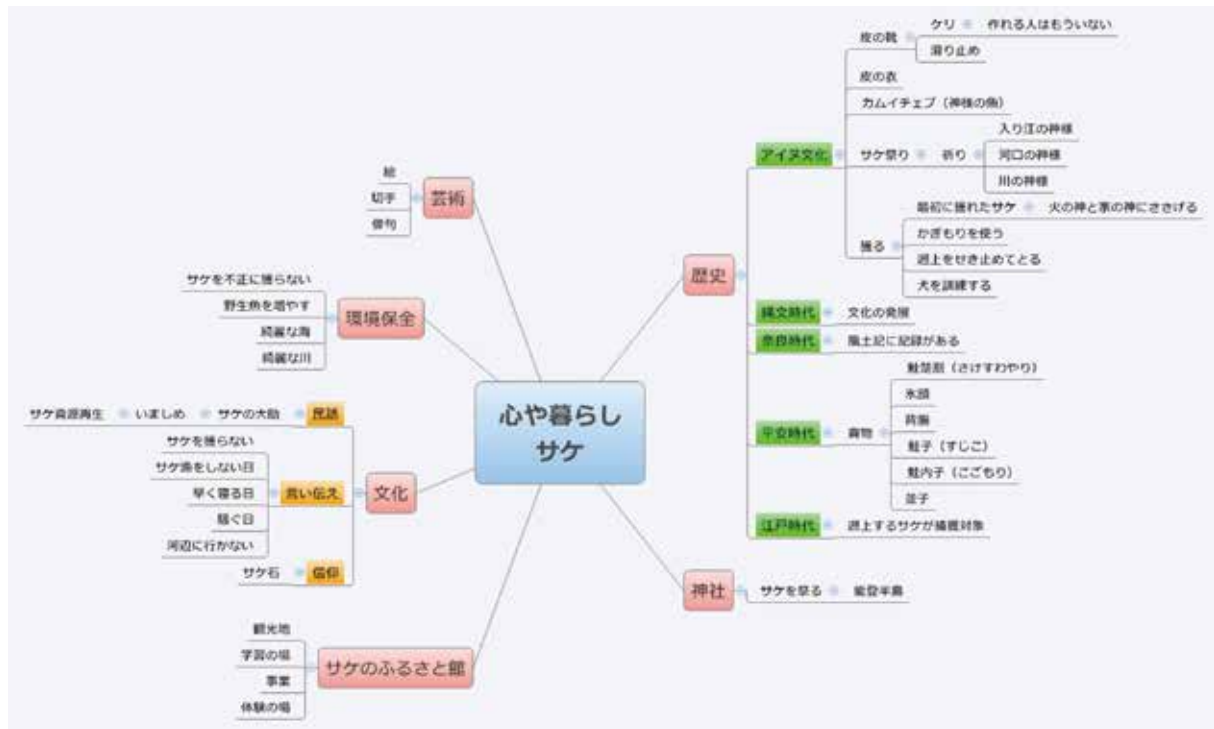 心や暮らし
サケ
歴史
アイヌ文化
皮の靴
ケリ
作れる人はもういない
滑り止め
皮の衣
カムイチェプ（神様の魚）
サケ祭り
祈り
入り江の神様
河口の神様
川の神様
獲る
最初に獲れたサケ
火の神と家の神にささげる
かぎもりを使う
遡上をせき止めてとる
犬を訓練する
縄文時代
文化の発展
奈良時代
風土記に記録がある
平安時代
貢物
鮭楚割（さけすわやり）
氷頭
背腸
鮭子（すじこ）
鮭内子（こごもり）
江戸時代
遡上するサケが捕獲対象
神社
サケを祭る
能登半島
芸術
絵
切手
俳句
環境保全
サケを不正に獲らない
野生魚を増やす
綺麗な海
綺麗な川
文化
民話
サケの大助
いましめ
サケ資源再生
言い伝え
サケを獲らない
サケ漁をしない日
早く寝る日
騒ぐ日
河辺に行かない
信仰
サケ石
サケのふるさと館
観光地
学習の場
事業
体験の場